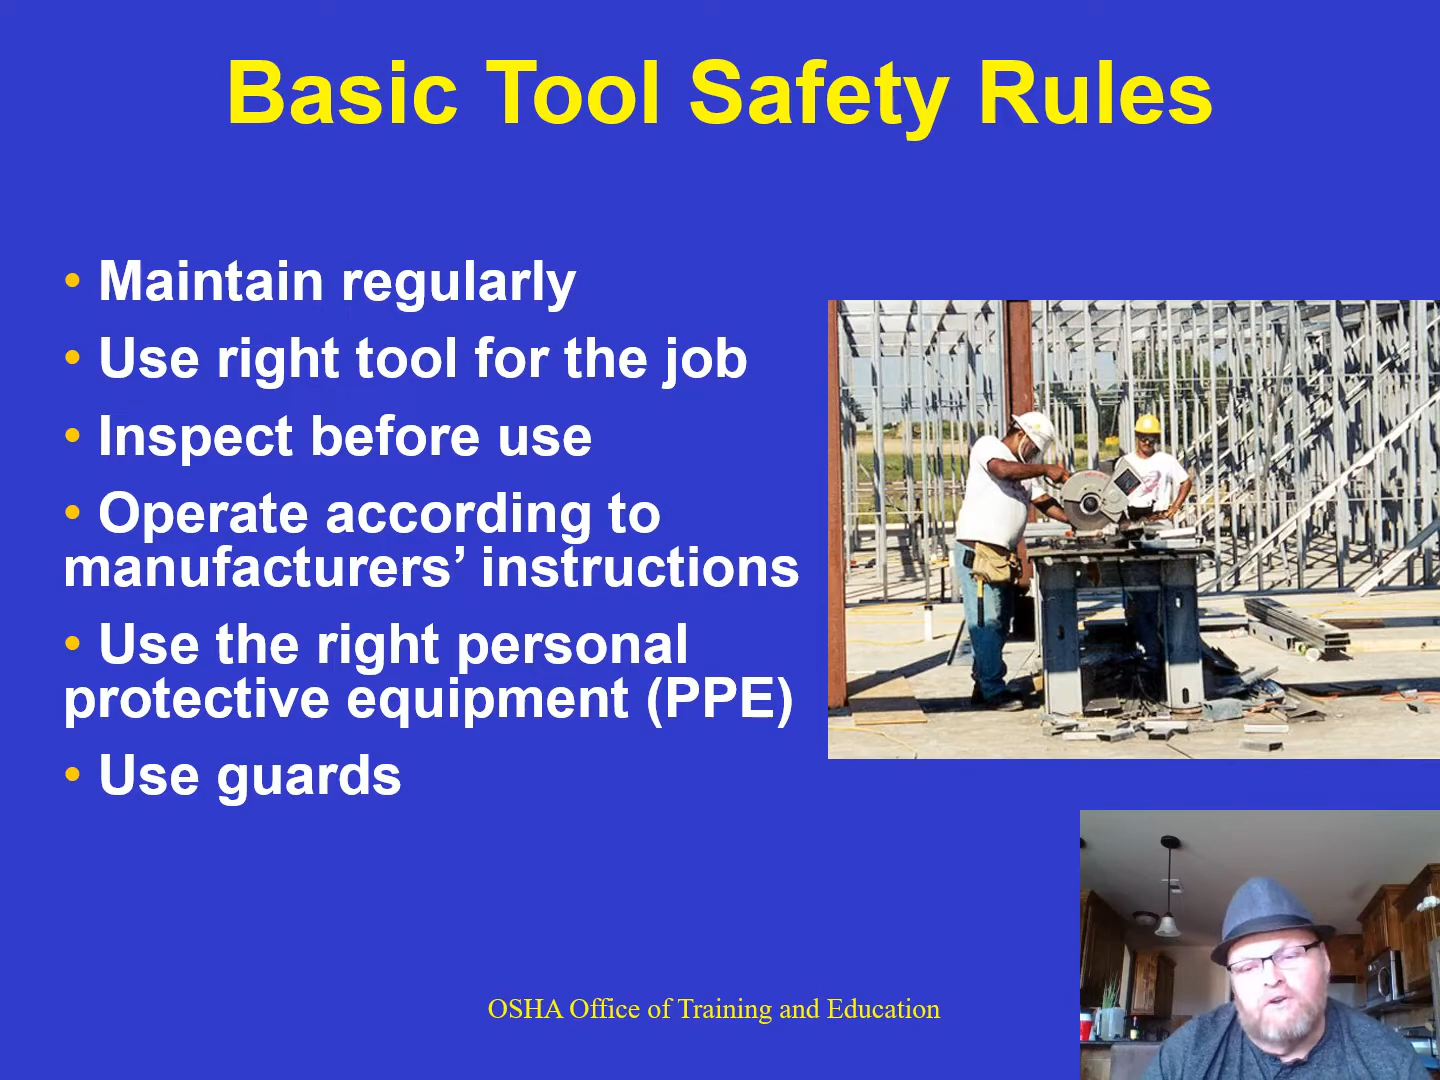 Basic Tool Safety Rules
• Maintain regularly
• Use right tool for the job
• Inspect before use
• Operate according to
manufacturers’ instructions
• Use the right personal
protective equipment (PPE)
• Use guards
OSHA Office of Training and Education